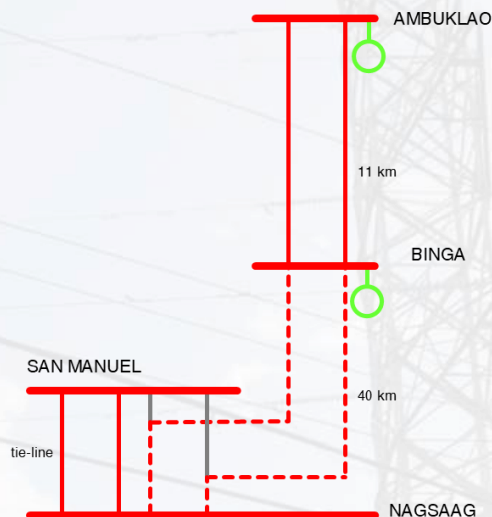 AMBUKLAO
11 km
BINGA
SAN MANUEL
40 km
tie-line
NAGSAAG